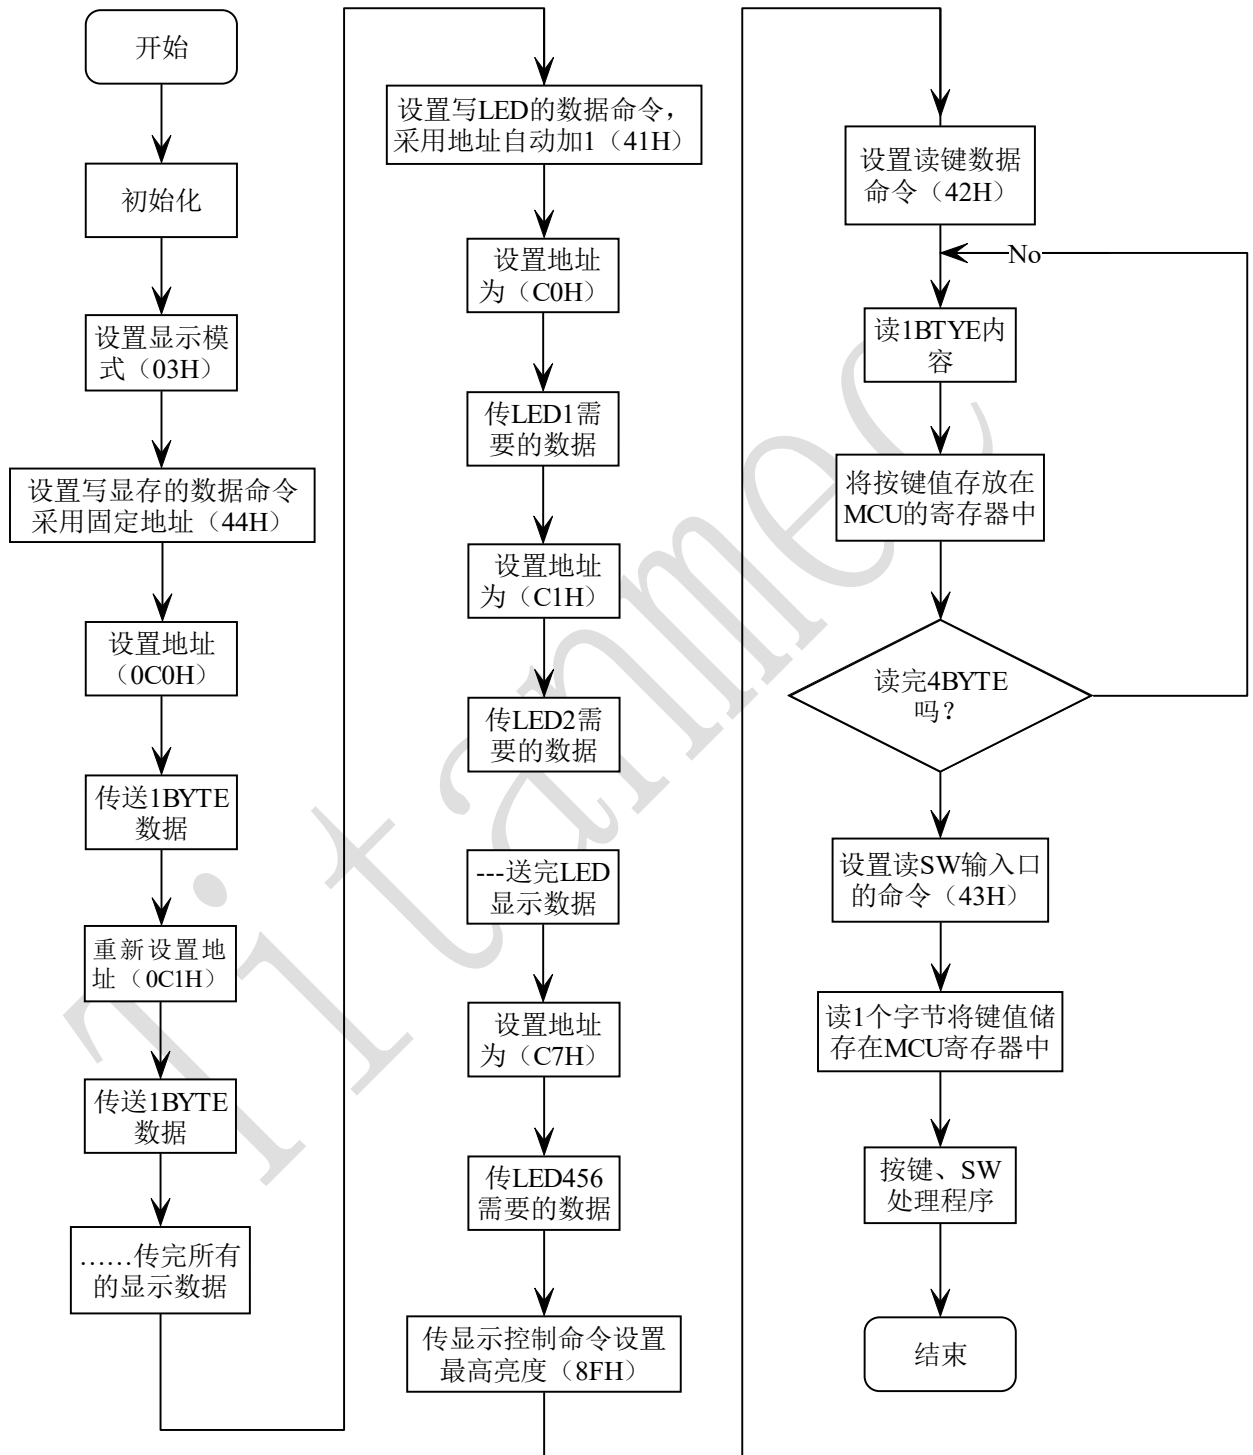 开始
初始化
设置显示模
式（03H）
设置写显存的数据命令
采用固定地址（44H）
设置地址
（0C0H）
传送1BYTE
数据
重新设置地
址（0C1H）
传送1BYTE
数据
……传完所有
的显示数据
设置写LED的数据命令，
采用地址自动加1（41H）
设置地址
为（C0H）
传LED1需
要的数据
设置地址
为（C1H）
传LED2需
要的数据
---送完LED
显示数据
设置地址
为（C7H）
传LED456
需要的数据
传显示控制命令设置
最高亮度（8FH）
设置读键数据
命令（42H）
No
读1BTYE内
容
将按键值存放在
MCU的寄存器中
读完4BYTE
吗？
设置读SW输入口
的命令（43H）
读1个字节将键值储
存在MCU寄存器中
按键、SW
处理程序
结束
Titanmec